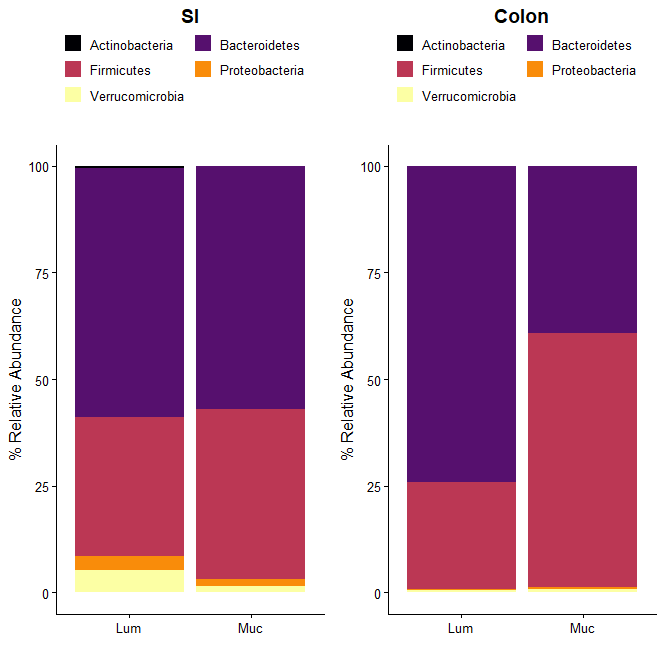 SI
Actinobacteria Bacteroidetes
Firmicutes Proteobacteria
Verrucomicrobia
% Relative Abundance
100
75
50
25
0
Lum Muc
Colon
Actinobacteria Bacteroidetes
Firmicutes Proteobacteria
Verrucomicrobia
% Relative Abundance
100
75
50
25
0
Lum Muc